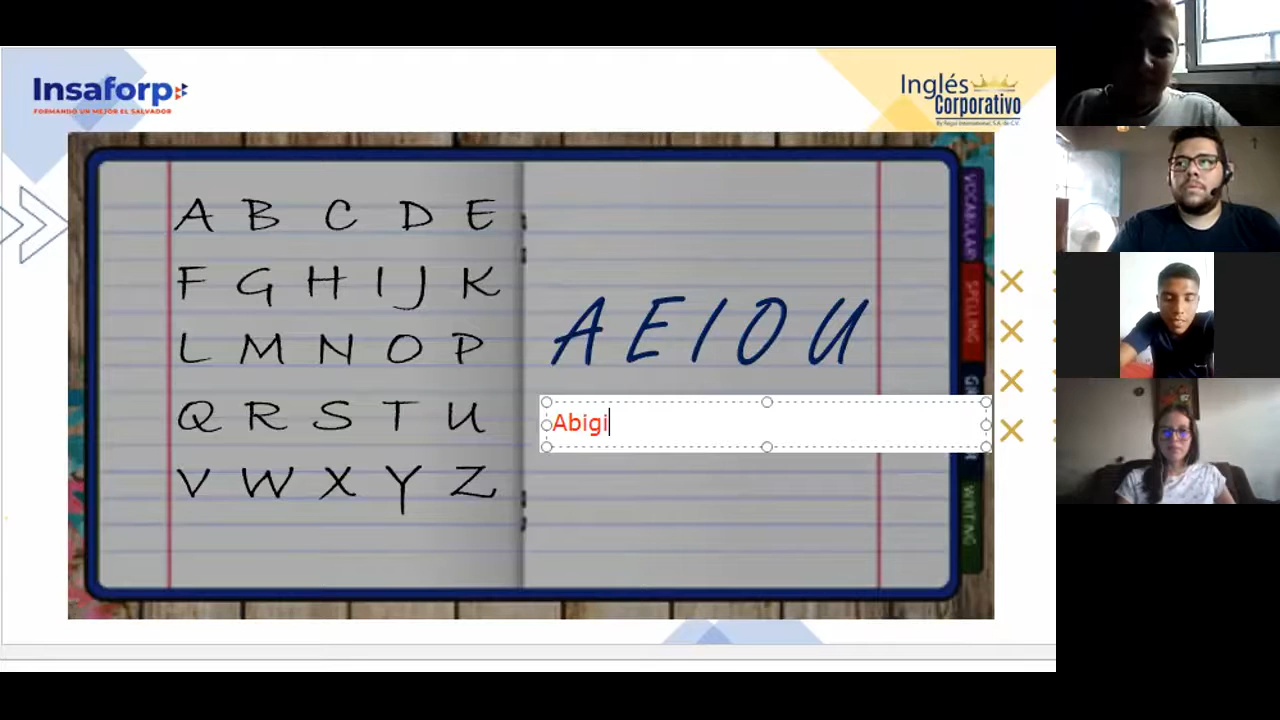 Insaforp
FORMANDO UN MEJOR EL SALVADOR
Inglés
Corporativo
A B C D E
F G H I J K
L M N O P
Q R S T U
V W X Y Z
A E I O U
Abigi
VOCABULARY
SPELLING
WRITING